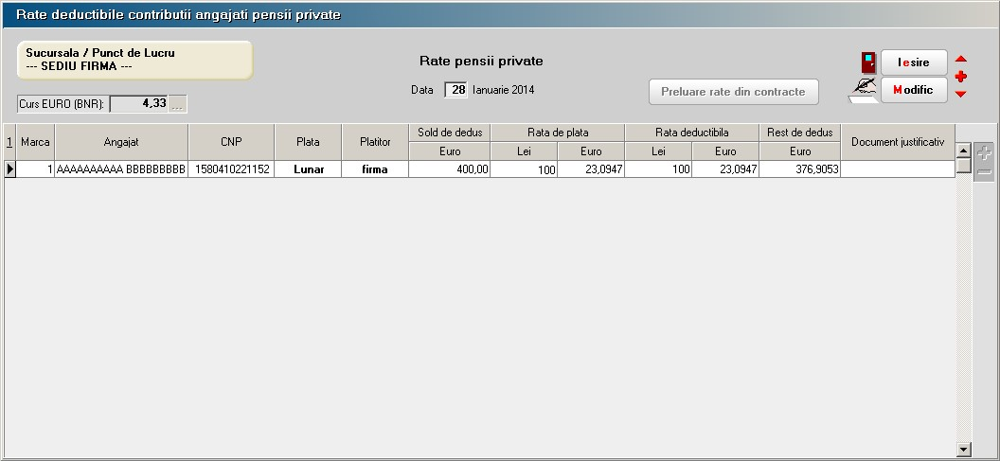 Rate deductibile contributii angajati pensii private
Sucursala / Punct de Lucru
--- SEDIU FIRMA ---
Rate pensii private
Iesire
Data 28 Ianuarie 2014
Preluare rate din contracte
Modific
Curs EURO (BNR): 4,33 ...
1 Marca Angajat CNP Plata Platitor Sold de dedus Rata de plata Rata deductibila Rest de dedus Document justificativ
Euro Lei Euro Lei Euro Euro
1 AAAAAAAAAA BBBBBBBBB 1580410221152 Lunar firma 400,00 100 23,0947 100 23,0947 376,9053